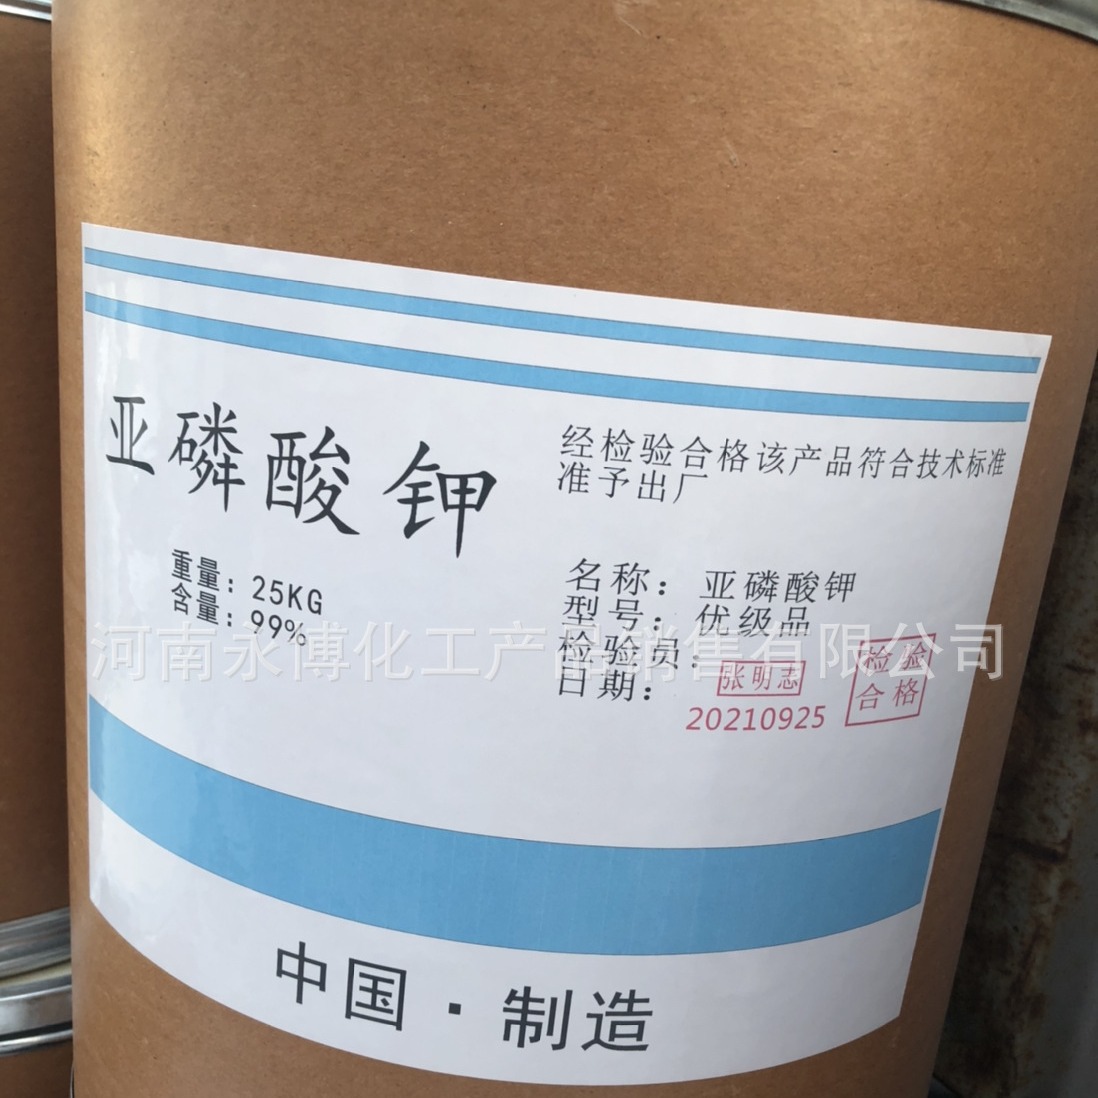 亚磷酸钾
重量：25KG
含量：99%
经检验合格该产品符合技术标准
准予出厂
名称：亚磷酸钾
型号：优级品
检验员：张明志
日期：20210925
检验
合格
河南永博化工产品销售有限公司
中国·制造